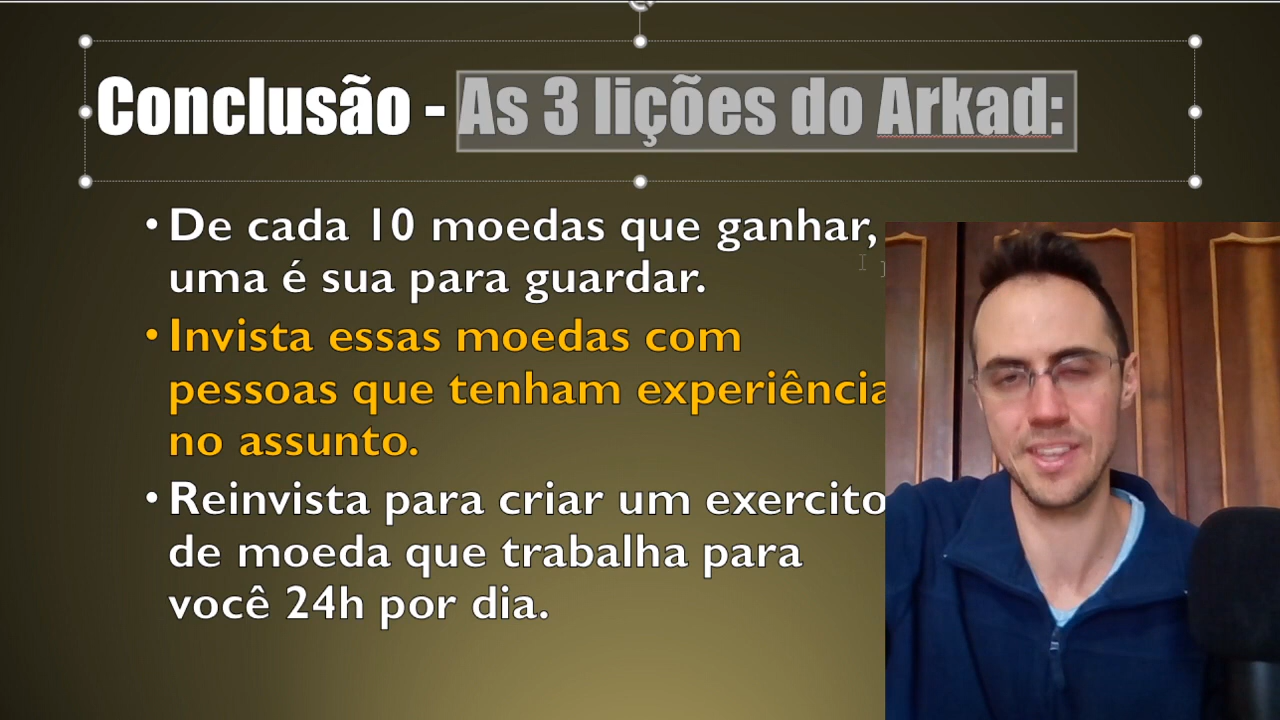 Conclusão - As 3 lições do Arkad:
• De cada 10 moedas que ganhar,
uma é sua para guardar.
• Invista essas moedas com
pessoas que tenham experiência
no assunto.
• Reinvista para criar um exercito
de moeda que trabalha para
você 24h por dia.